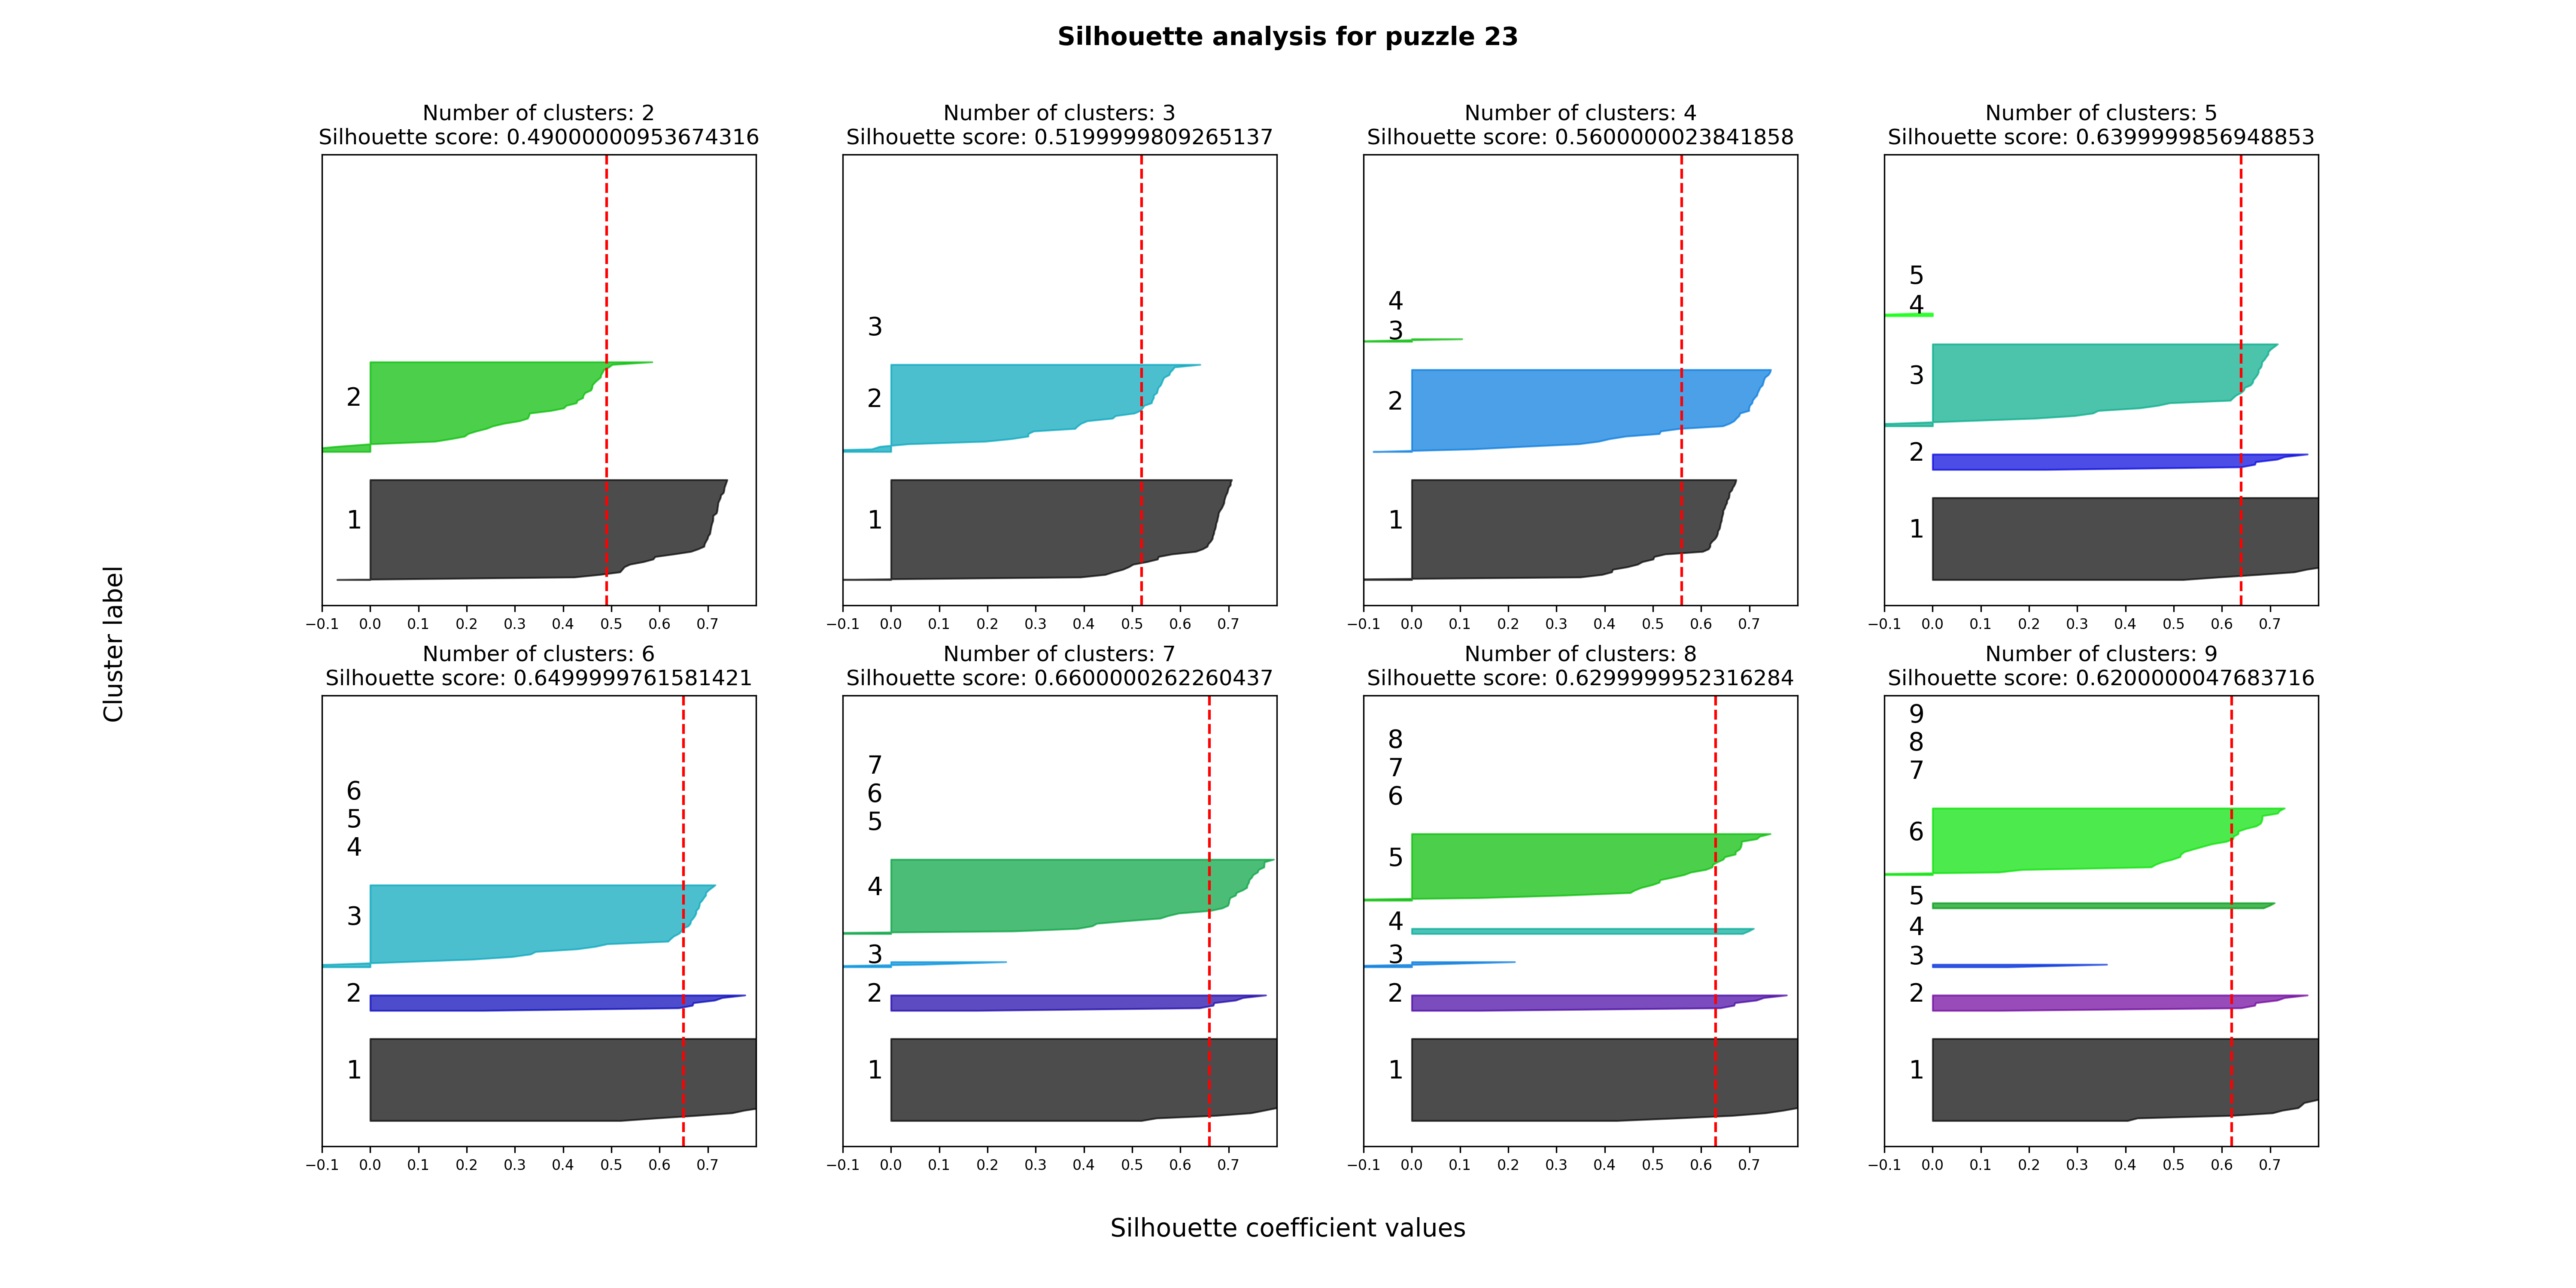 Silhouette analysis for puzzle 23
Number of clusters: 2
Silhouette score: 0.49000000953674316
2
1
−0.1 0.0 0.1 0.2 0.3 0.4 0.5 0.6 0.7
Number of clusters: 3
Silhouette score: 0.5199999809265137
3
2
1
−0.1 0.0 0.1 0.2 0.3 0.4 0.5 0.6 0.7
Number of clusters: 4
Silhouette score: 0.5600000023841858
4
3
2
1
−0.1 0.0 0.1 0.2 0.3 0.4 0.5 0.6 0.7
Number of clusters: 5
Silhouette score: 0.6399999856948853
5
4
3
2
1
−0.1 0.0 0.1 0.2 0.3 0.4 0.5 0.6 0.7
Cluster label
Number of clusters: 6
Silhouette score: 0.6499999761581421
6
5
4
3
2
1
−0.1 0.0 0.1 0.2 0.3 0.4 0.5 0.6 0.7
Number of clusters: 7
Silhouette score: 0.6600000262260437
7
6
5
4
3
2
1
−0.1 0.0 0.1 0.2 0.3 0.4 0.5 0.6 0.7
Number of clusters: 8
Silhouette score: 0.6299999952316284
8
7
6
5
4
3
2
1
−0.1 0.0 0.1 0.2 0.3 0.4 0.5 0.6 0.7
Number of clusters: 9
Silhouette score: 0.6200000047683716
9
8
7
6
5
4
3
2
1
−0.1 0.0 0.1 0.2 0.3 0.4 0.5 0.6 0.7
Silhouette coefficient values